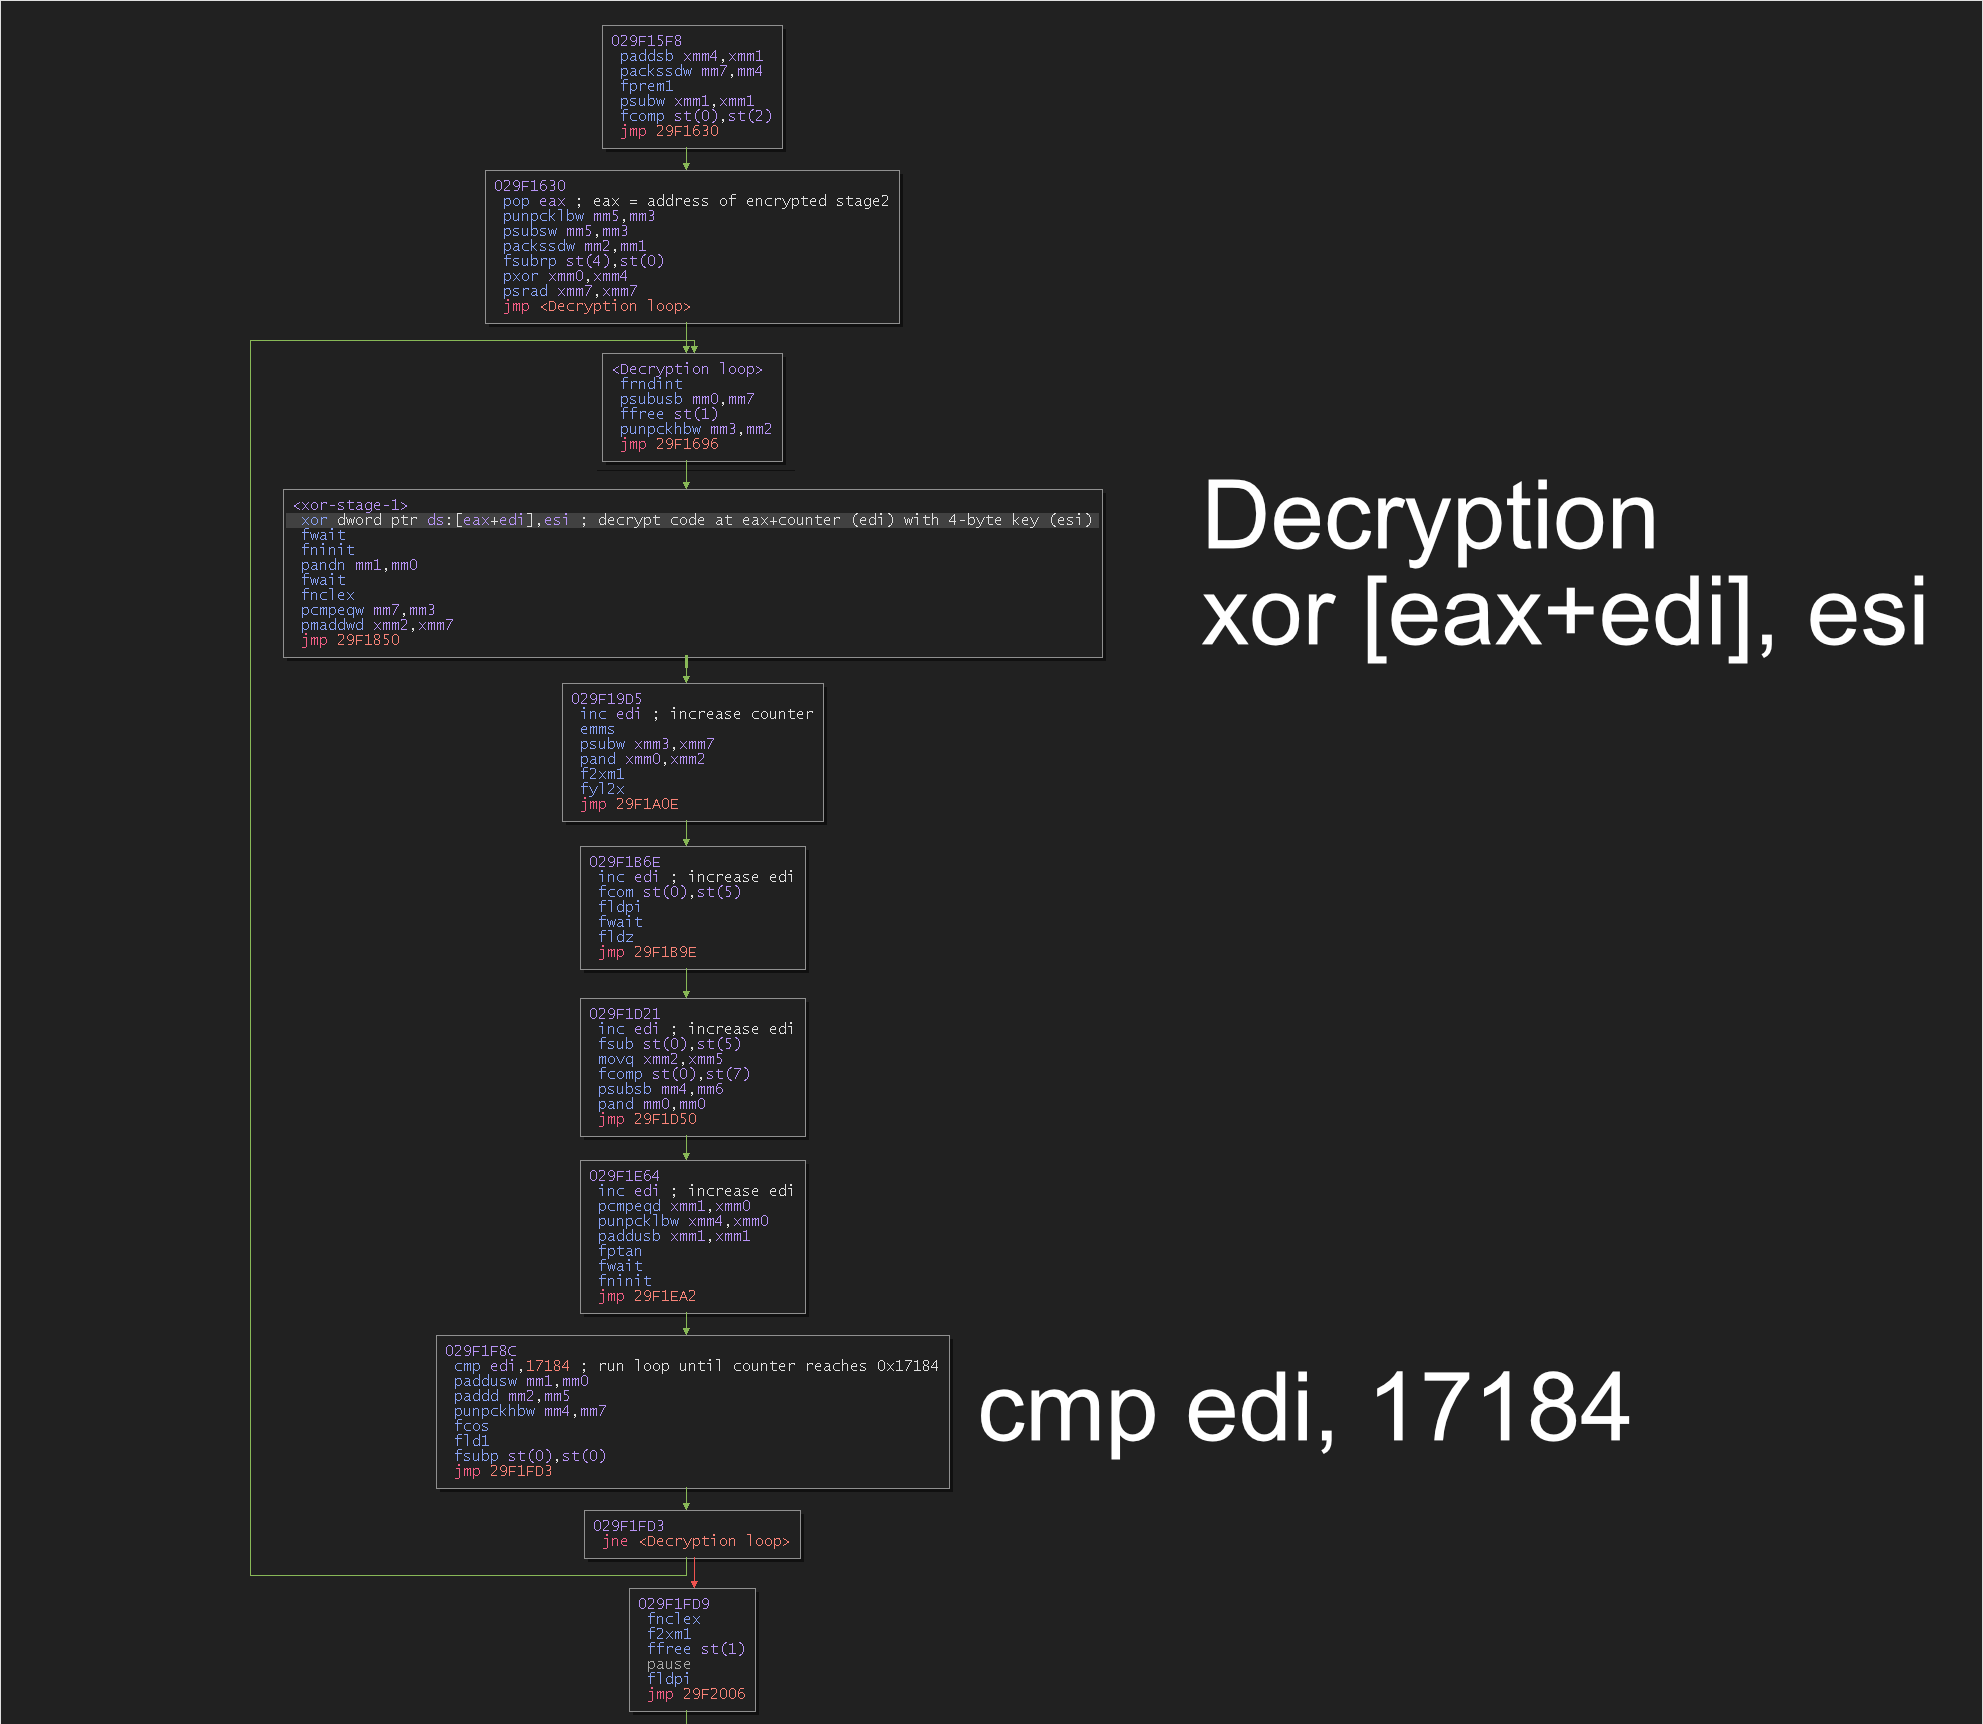 029F15F8
paddsb xmm4,xmm1
packssdw mm7,mm4
fprem1
psubw xmm1,xmm1
fcomp st(0),st(2)
jmp 29F1630
029F1630
pop eax ; eax = address of encrypted stage2
punpcklbw mm5,mm3
psubsw mm5,mm3
packssdw mm2,mm1
fsubrp st(4),st(0)
pxor xmm0,xmm4
psrad xmm7,xmm7
jmp <Decryption loop>
<Decryption loop>
frndint
psubusb mm0,mm7
ffree st(1)
punpckhbw mm3,mm2
jmp 29F1696
<xor-stage-1>
xor dword ptr ds:[eax+edi],esi ; decrypt code at eax+counter (edi) with 4-byte key (esi)
fwait
fninit
pandn mm1,mm0
fwait
fnclex
pcmpeqw mm7,mm3
pmaddwd xmm2,xmm7
jmp 29F1850
Decryption
xor [eax+edi], esi
029F19D5
inc edi ; increase counter
emms
psubw xmm3,xmm7
pand xmm0,xmm2
f2xm1
fyl2x
jmp 29F1A0E
029F1B6E
inc edi ; increase edi
fcom st(0),st(5)
fldpi
fwait
fldz
jmp 29F1B9E
029F1D21
inc edi ; increase edi
fsub st(0),st(5)
movq xmm2,xmm5
fcomp st(0),st(7)
psubsb mm4,mm6
pand mm0,mm0
jmp 29F1D50
029F1E64
inc edi ; increase edi
pcmpeqd xmm1,xmm0
punpcklbw xmm4,xmm0
paddusb xmm1,xmm1
fptan
fwait
fninit
jmp 29F1EA2
029F1F8C
cmp edi,17184 ; run loop until counter reaches 0x17184
paddusw mm1,mm0
paddd mm2,mm5
punpckhbw mm4,mm7
fcos
fld1
fsubp st(0),st(0)
jmp 29F1FD3
cmp edi, 17184
029F1FD3
jne <Decryption loop>
029F1FD9
fnclex
f2xm1
ffree st(1)
pause
fldpi
jmp 29F2006